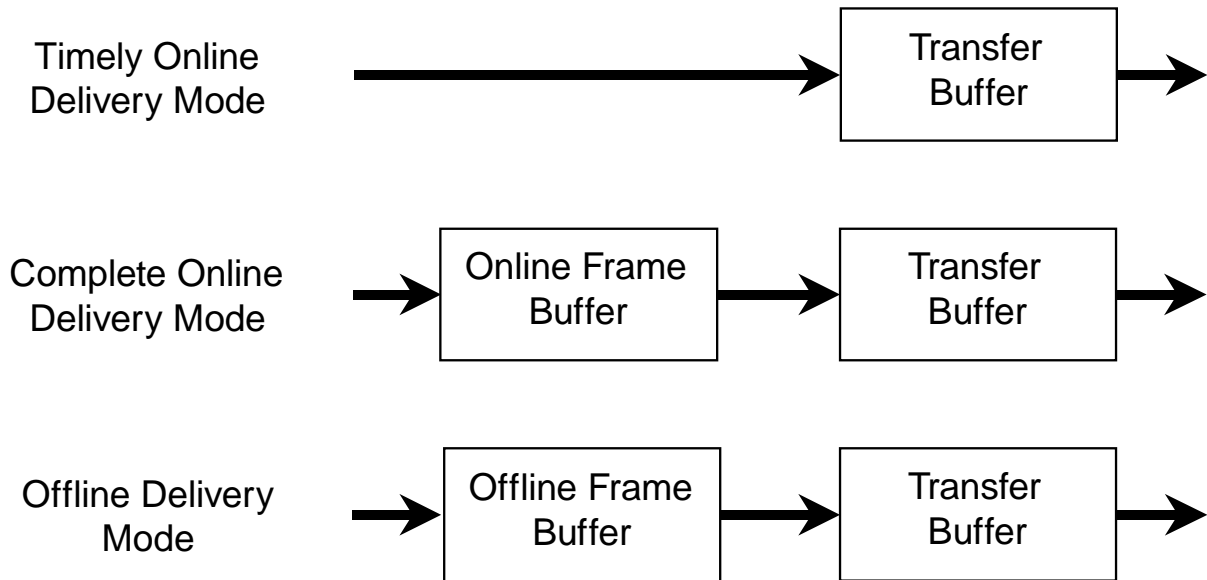 Timely Online
Delivery Mode
Transfer
Buffer
Complete Online
Delivery Mode
Online Frame
Buffer
Transfer
Buffer
Offline Delivery
Mode
Offline Frame
Buffer
Transfer
Buffer